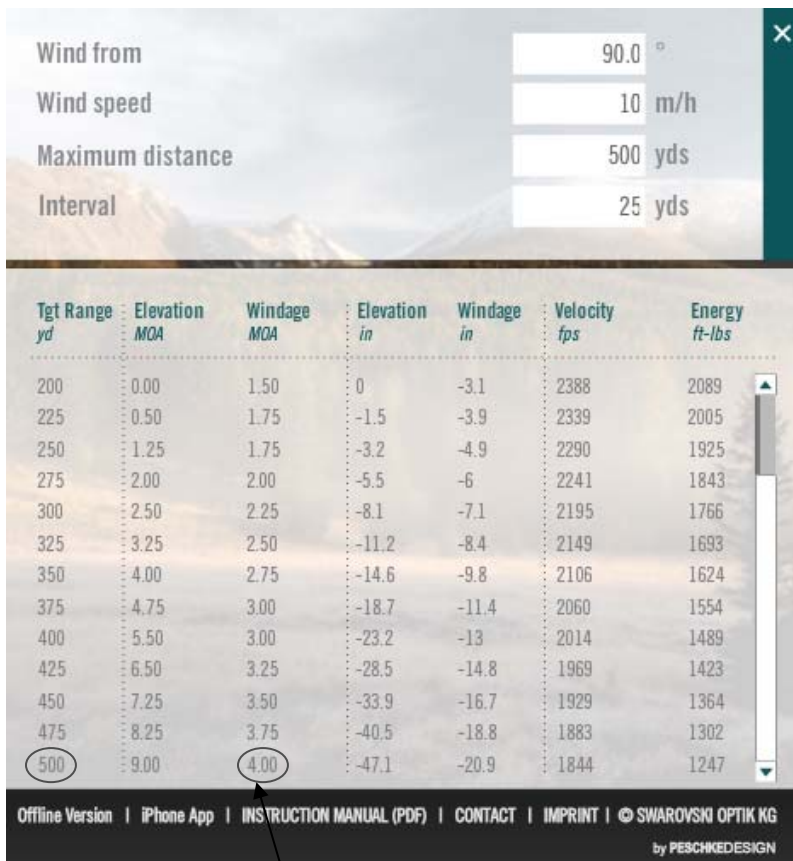 ×
Wind from 90.0 °
Wind speed 10 m/h
Maximum distance 500 yds
Interval 25 yds
Tgt Range Elevation Windage Elevation Windage Velocity Energy
yd MOA MOA in in fps ft-lbs
200 0.00 1.50 0 -3.1 2388 2089
225 0.50 1.75 -1.5 -3.9 2339 2005
250 1.25 1.75 -3.2 -4.9 2290 1925
275 2.00 2.00 -5.5 -6 2241 1843
300 2.50 2.25 -8.1 -7.1 2195 1766
325 3.25 2.50 -11.2 -8.4 2149 1693
350 4.00 2.75 -14.6 -9.8 2106 1624
375 4.75 3.00 -18.7 -11.4 2060 1554
400 5.50 3.00 -23.2 -13 2014 1489
425 6.50 3.25 -28.5 -14.8 1969 1423
450 7.25 3.50 -33.9 -16.7 1929 1364
475 8.25 3.75 -40.5 -18.8 1883 1302
500 9.00 4.00 -47.1 -20.9 1844 1247
Offline Version | iPhone App | INSTRUCTION MANUAL (PDF) | CONTACT | IMPRINT | © SWAROVSKI OPTIK KG
by PESCHKEDESIGN